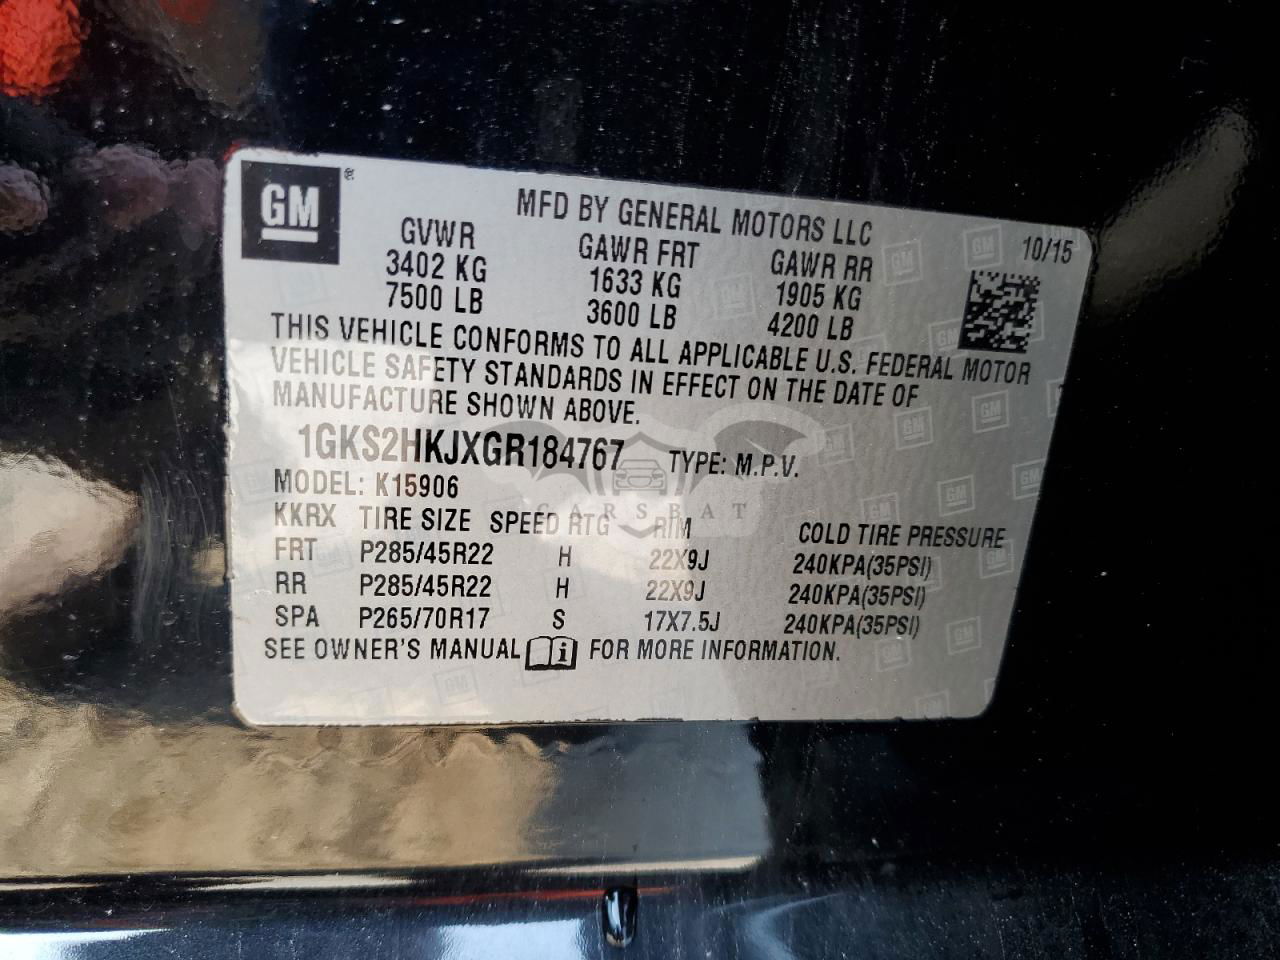 GM ®
MFD BY GENERAL MOTORS LLC
10/15
GVWR GAWR FRT GAWR RR
3402 KG 1633 KG 1905 KG
7500 LB 3600 LB 4200 LB
THIS VEHICLE CONFORMS TO ALL APPLICABLE U.S. FEDERAL MOTOR
VEHICLE SAFETY STANDARDS IN EFFECT ON THE DATE OF
MANUFACTURE SHOWN ABOVE.
1GKS2HKJXGR184767 TYPE: M.P.V.
MODEL: K15906
CARSBAT
KKRX TIRE SIZE SPEED RTG RIM COLD TIRE PRESSURE
FRT P285/45R22 H 22X9J 240KPA(35PSI)
RR P285/45R22 H 22X9J 240KPA(35PSI)
SPA P265/70R17 S 17X7.5J 240KPA(35PSI)
SEE OWNER'S MANUAL FOR MORE INFORMATION.